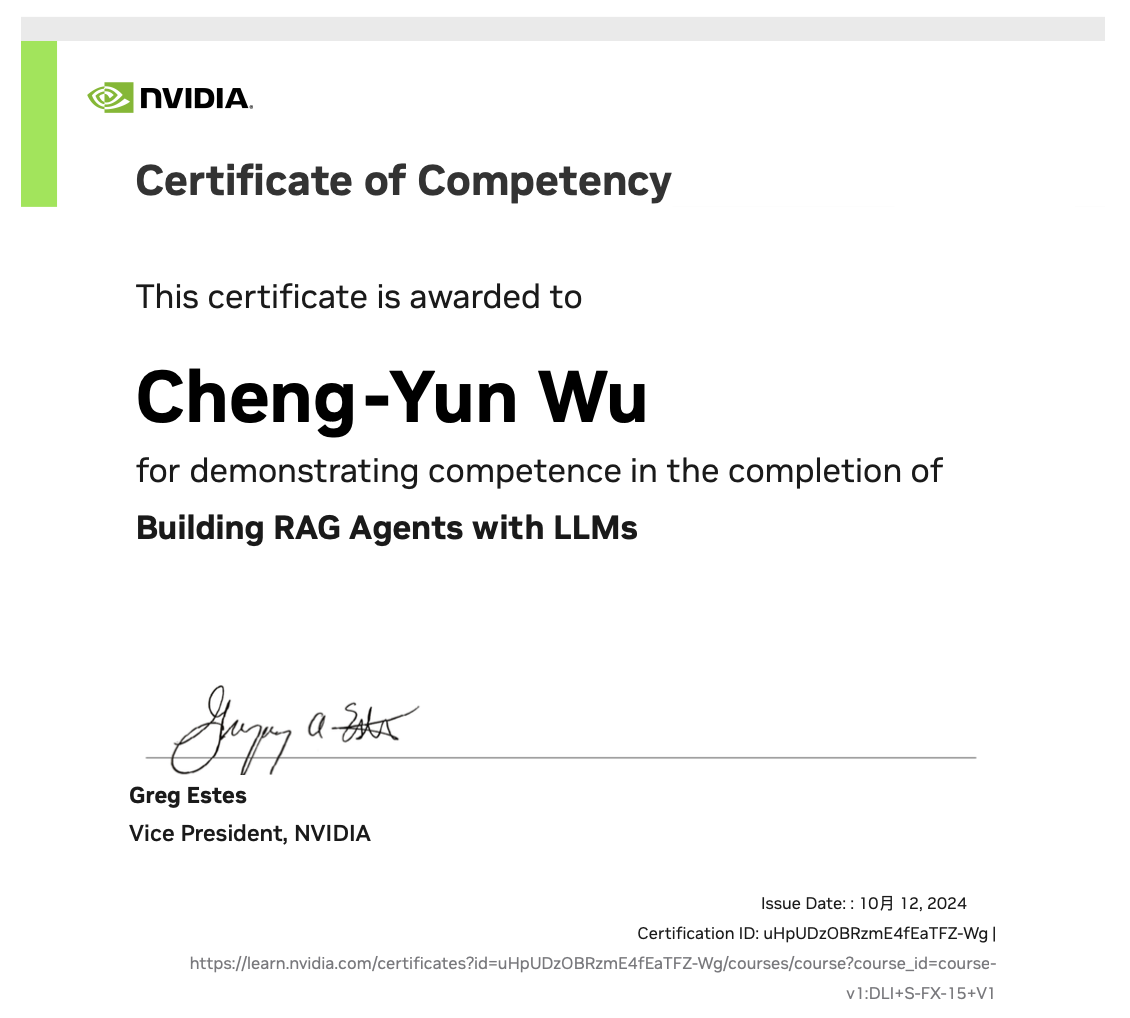 NVIDIA.
Certificate of Competency
This certificate is awarded to
Cheng-Yun Wu
for demonstrating competence in the completion of
Building RAG Agents with LLMs
Greg Estes
Vice President, NVIDIA
Issue Date: : 10月 12, 2024
Certification ID: uHpUDzOBRzmE4fEaTFZ-Wg |
https://learn.nvidia.com/certificates?id=uHpUDzOBRzmE4fEaTFZ-Wg/courses/course?course_id=course-
v1:DLI+S-FX-15+V1